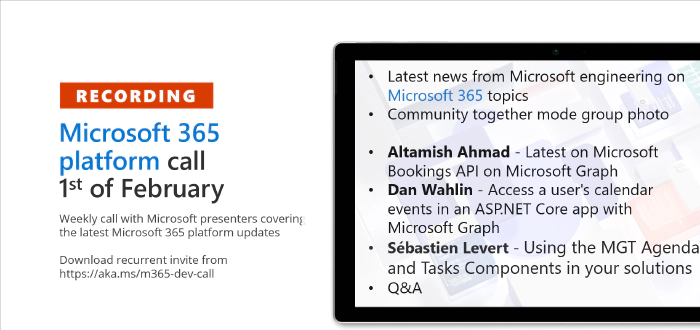 RECORDING
Microsoft 365
platform call
1st of February
Weekly call with Microsoft presenters covering
the latest Microsoft 365 platform updates
Download recurrent invite from
https://aka.ms/m365-dev-call
• Latest news from Microsoft engineering on
Microsoft 365 topics
• Community together mode group photo
• Altamish Ahmad - Latest on Microsoft
Bookings API on Microsoft Graph
• Dan Wahlin - Access a user's calendar
events in an ASP.NET Core app with
Microsoft Graph
• Sébastien Levert - Using the MGT Agenda
and Tasks Components in your solutions
• Q&A